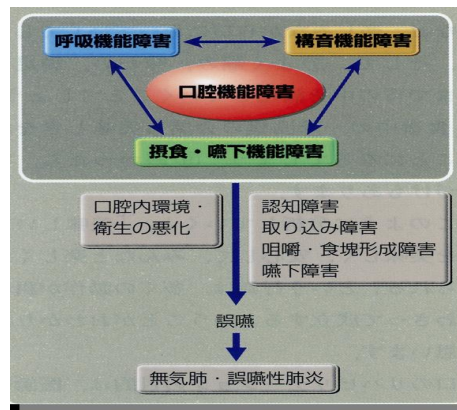 呼吸機能障害
構音機能障害
口腔機能障害
摂食・嚥下機能障害
口腔内環境・
衛生の悪化
認知障害
取り込み障害
咀嚼・食塊形成障害
嚥下障害
誤嚥
無気肺・誤嚥性肺炎